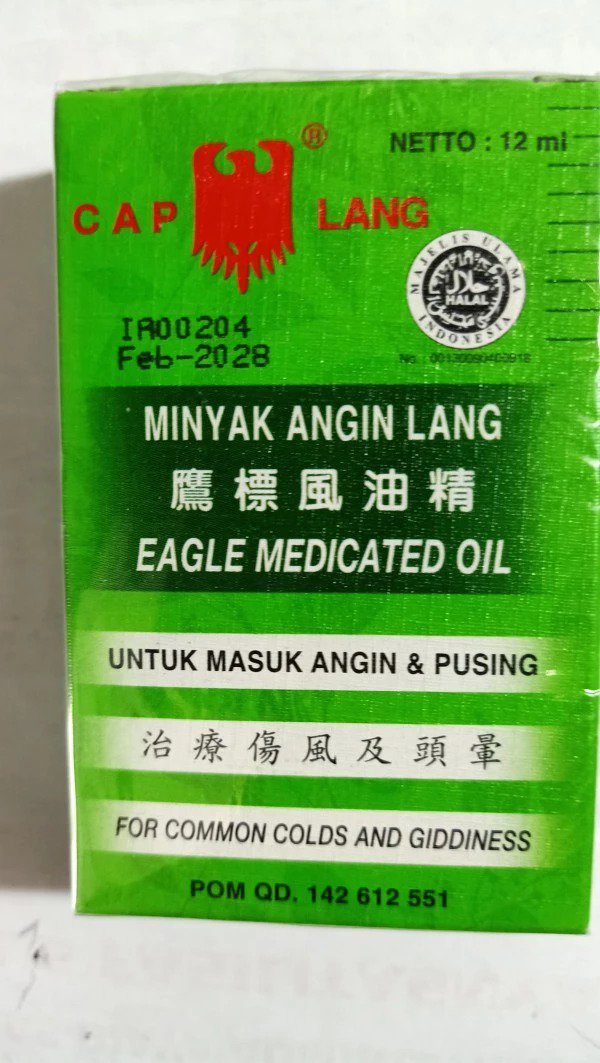 NETTO : 12 ml
CAP LANG
®
MAJELIS ULAMA
حلال
HALAL
INDONESIA
IA00204
Feb-2028
MINYAK ANGIN LANG
鷹標風油精
EAGLE MEDICATED OIL
UNTUK MASUK ANGIN & PUSING
治療傷風及頭暈
FOR COMMON COLDS AND GIDDINESS
POM QD. 142 612 551